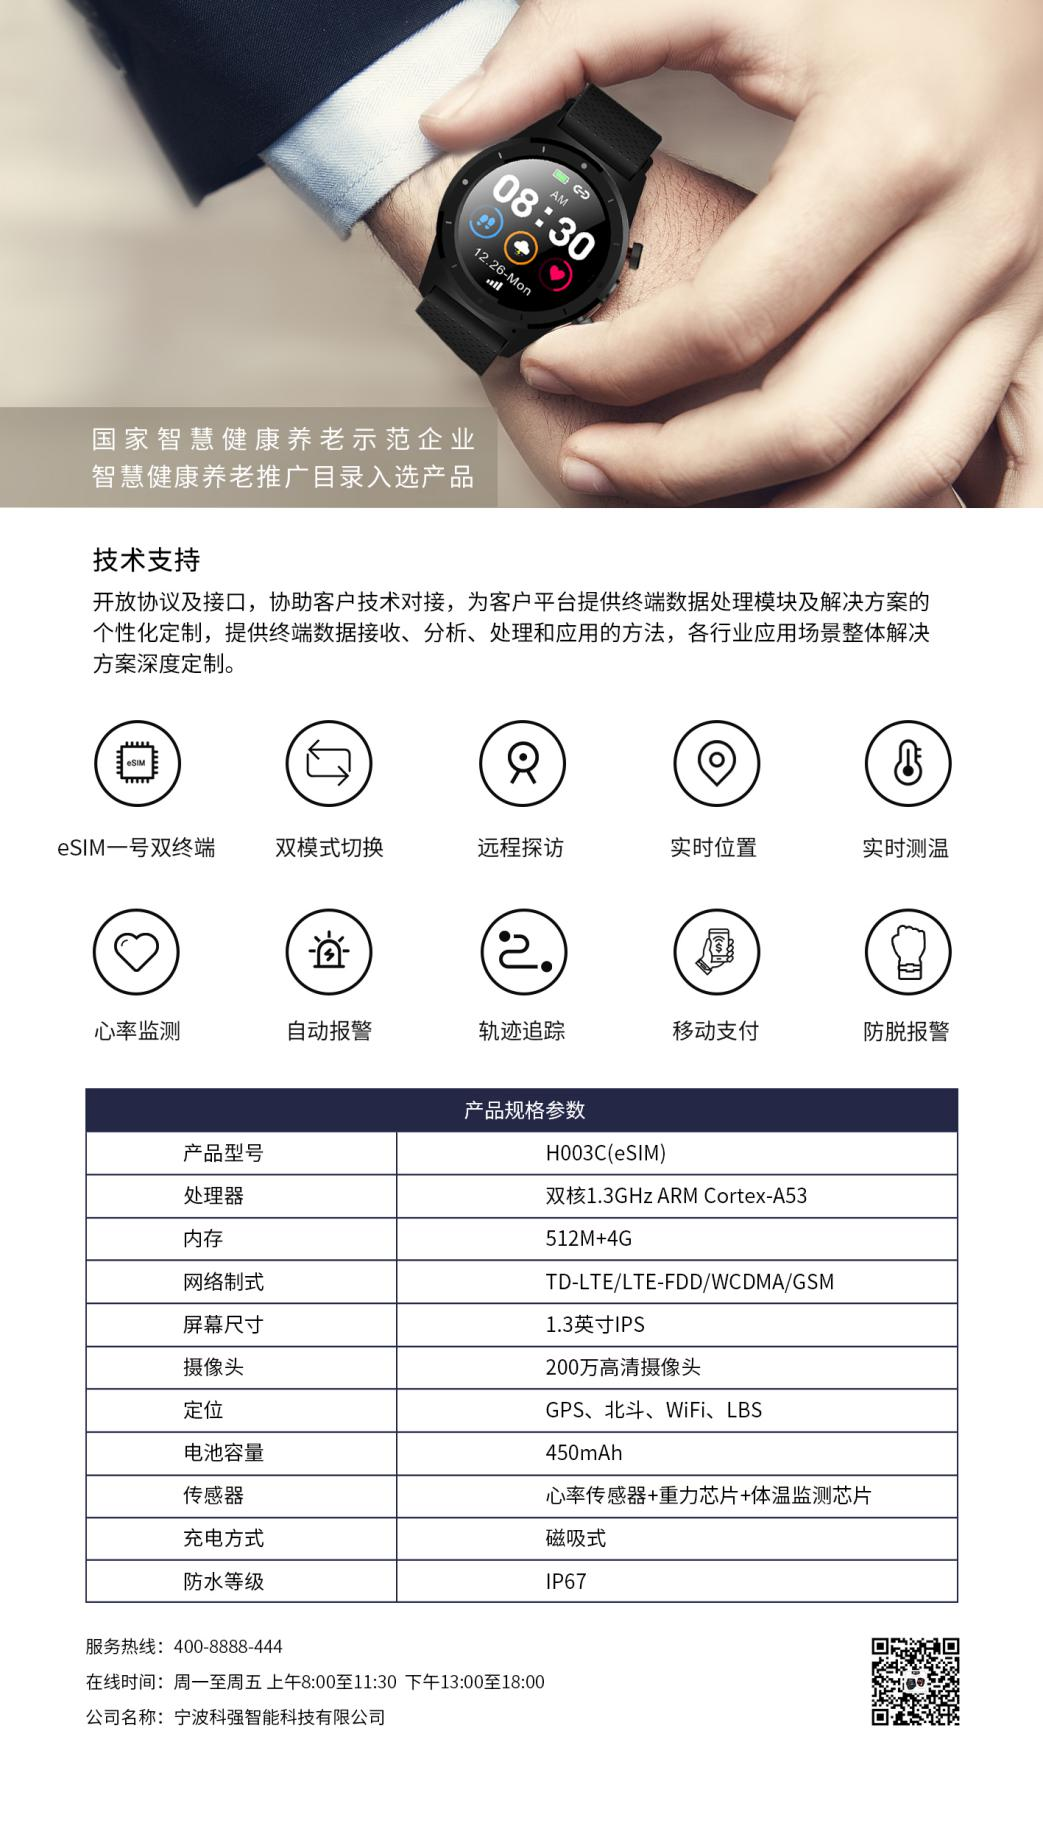 08:30
AM
12.26-Mon
国家智慧健康养老示范企业
智慧健康养老推广目录入选产品
技术支持
开放协议及接口，协助客户技术对接，为客户平台提供终端数据处理模块及解决方案的
个性化定制，提供终端数据接收、分析、处理和应用的方法，各行业应用场景整体解决
方案深度定制。
eSIM
eSIM一号双终端
双模式切换
远程探访
实时位置
实时测温
心率监测
自动报警
轨迹追踪
移动支付
防脱报警
产品规格参数
产品型号 H003C(eSIM)
处理器 双核1.3GHz ARM Cortex-A53
内存 512M+4G
网络制式 TD-LTE/LTE-FDD/WCDMA/GSM
屏幕尺寸 1.3英寸IPS
摄像头 200万高清摄像头
定位 GPS、北斗、WiFi、LBS
电池容量 450mAh
传感器 心率传感器+重力芯片+体温监测芯片
充电方式 磁吸式
防水等级 IP67
服务热线：400-8888-444
在线时间：周一至周五 上午8:00至11:30 下午13:00至18:00
公司名称：宁波科强智能科技有限公司